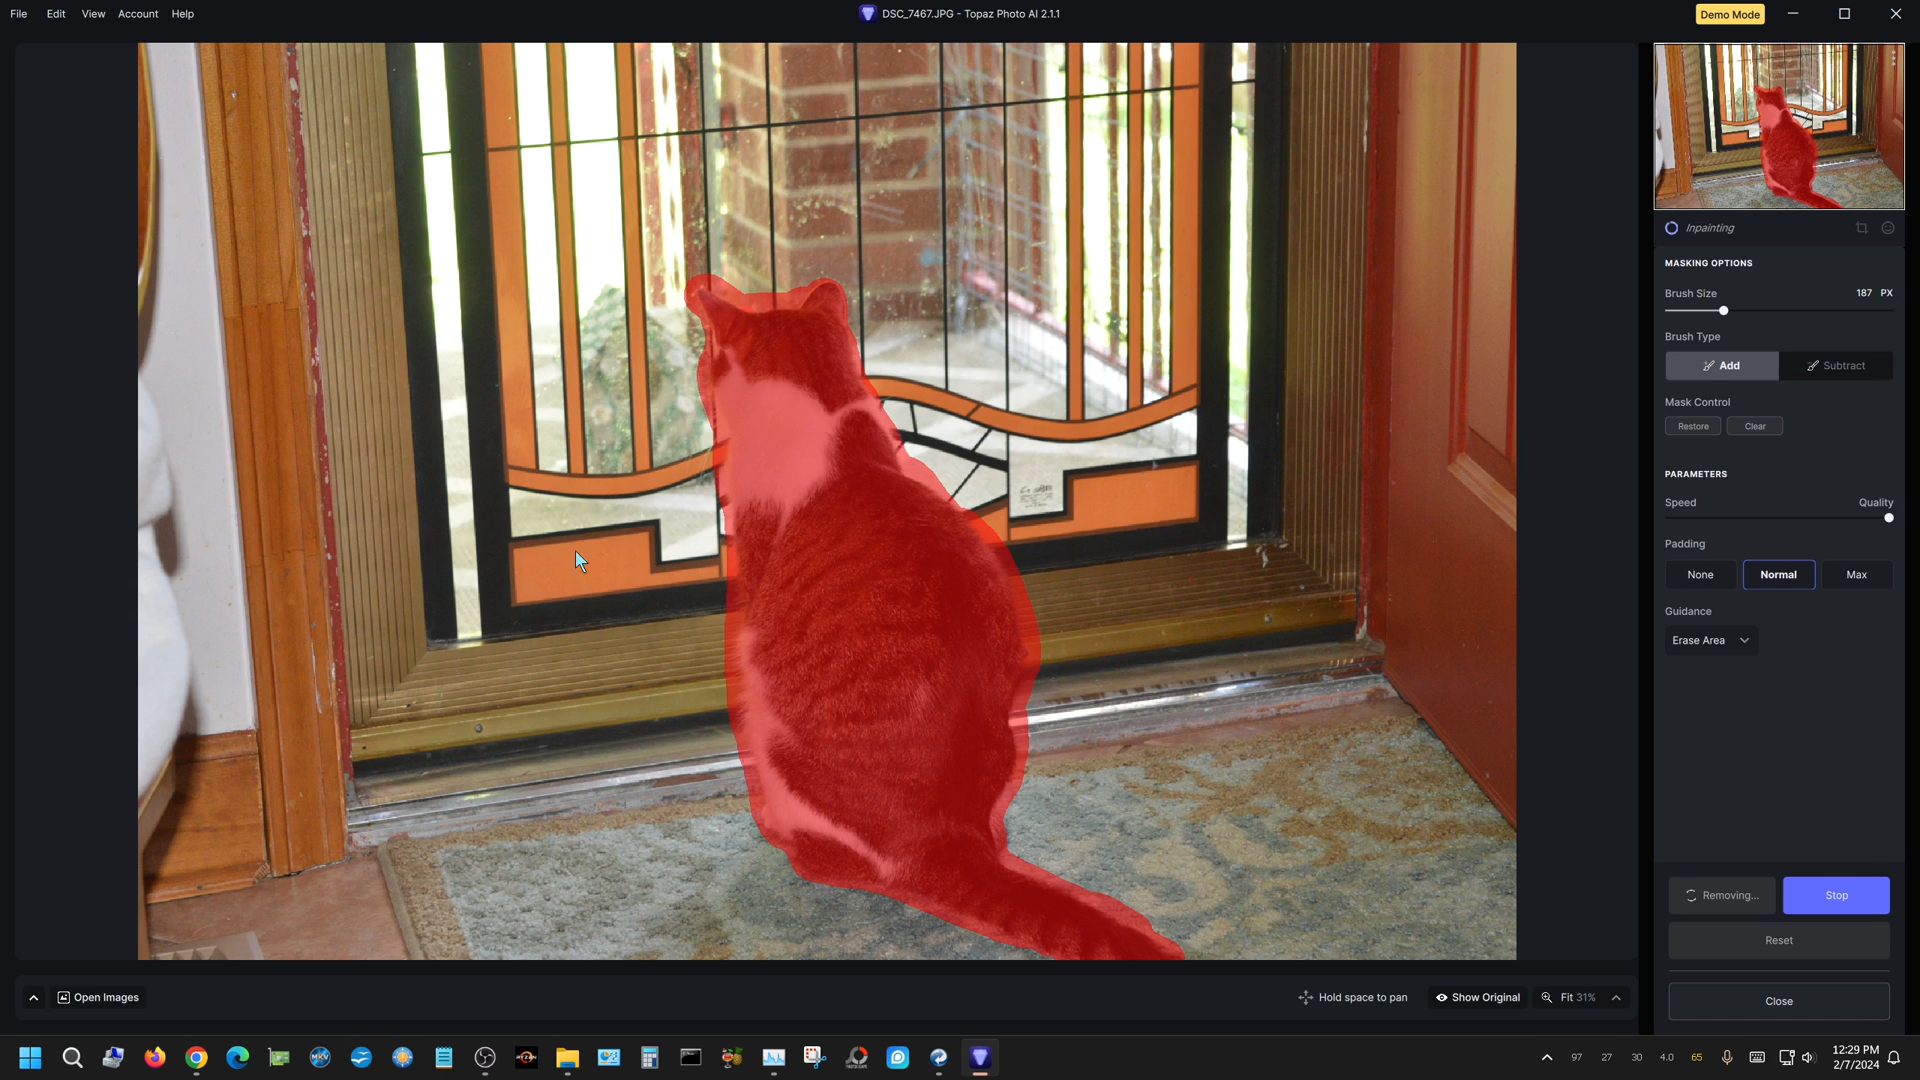 File Edit View Account Help
DSC_7467.JPG - Topaz Photo AI 2.1.1
Demo Mode
Inpainting
MASKING OPTIONS
Brush Size 187 PX
Brush Type
Add Subtract
Mask Control
Restore Clear
PARAMETERS
Speed Quality
Padding
None Normal Max
Guidance
Erase Area
Removing... Stop
Reset
Close
Open Images
Hold space to pan
Show Original
Fit 31%
MKV
RYZEN
97 27 30 4.0 65
12:29 PM
2/7/2024